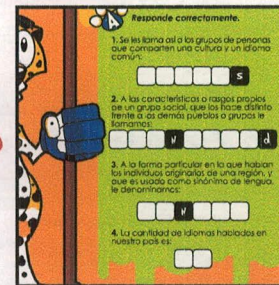 Responde correctamente.
1. Se les llama así a los grupos de personas
que comparten una cultura y un idioma
común:
S
2. A las características o rasgos propios
de un grupo social, que los hace distinto
frente a los demás pueblos o grupos le
llamamos:
N d
3. A la forma particular en la que hablan
los individuos originarios de una región, y
que es usado como sinónimo de lengua,
le denominamos:
4. La cantidad de idiomas hablados en
nuestro país es: